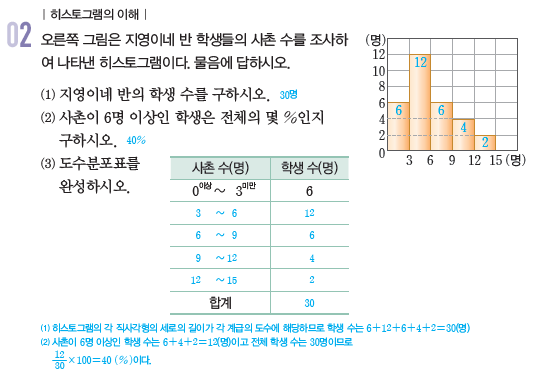 | 히스토그램의 이해 |
02 오른쪽 그림은 지영이네 반 학생들의 사촌 수를 조사하
여 나타낸 히스토그램이다. 물음에 답하시오.
(1) 지영이네 반의 학생 수를 구하시오. 30명
(2) 사촌이 6명 이상인 학생은 전체의 몇 %인지
구하시오. 40%
(3) 도수분포표를
완성하시오.
(명)
12
10
8
6
4
2
0
6
12
6
4
2
3 6 9 12 15 (명)
사촌 수(명) 학생 수(명)
0이상 ~ 3미만 6
3 ~ 6 12
6 ~ 9 6
9 ~ 12 4
12 ~ 15 2
합계 30
(1) 히스토그램의 각 직사각형의 세로의 길이가 각 계급의 도수에 해당하므로 학생 수는 6+12+6+4+2=30(명)
(2) 사촌이 6명 이상인 학생 수는 6+4+2=12(명)이고 전체 학생 수는 30명이므로
12/30×100=40 (%)이다.